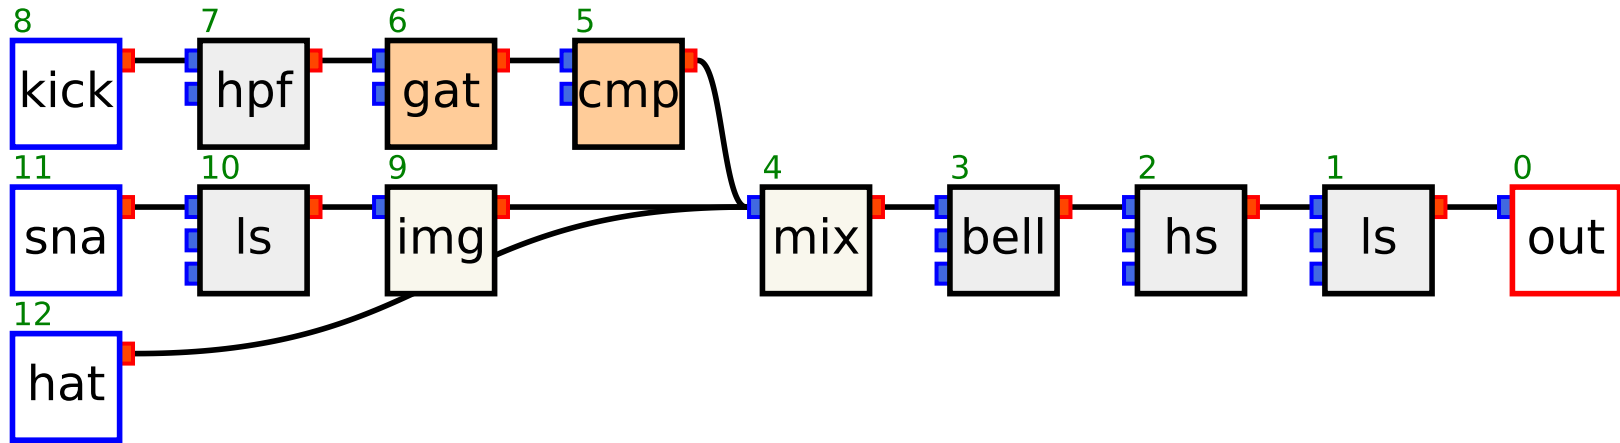 8 7 6 5
kick hpf gat cmp
11 10 9 4 3 2 1 0
sna ls img mix bell hs ls out
12
hat